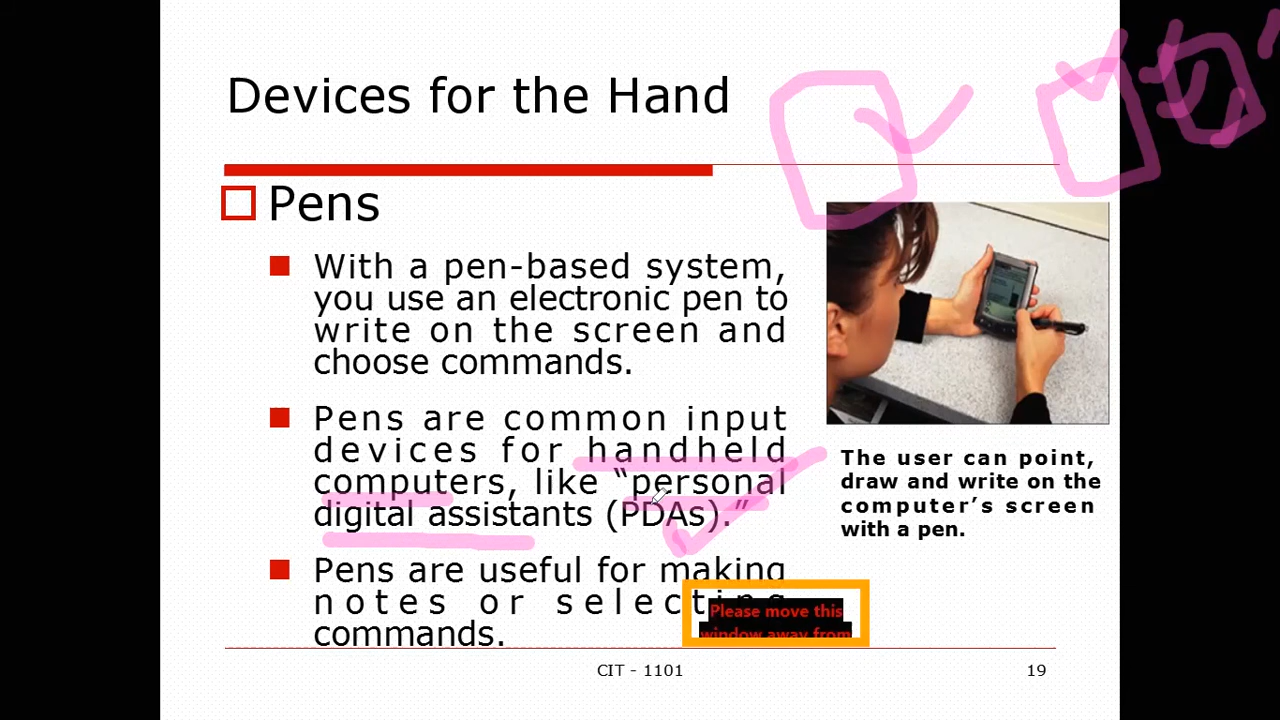 Devices for the Hand
Pens
With a pen-based system,
you use an electronic pen to
write on the screen and
choose commands.
Pens are common input
devices for handheld
computers, like “personal
digital assistants (PDAs).”
Pens are useful for making
notes or selecting
commands.
The user can point,
draw and write on the
computer’s screen
with a pen.
Please move this
window away from
CIT - 1101
19